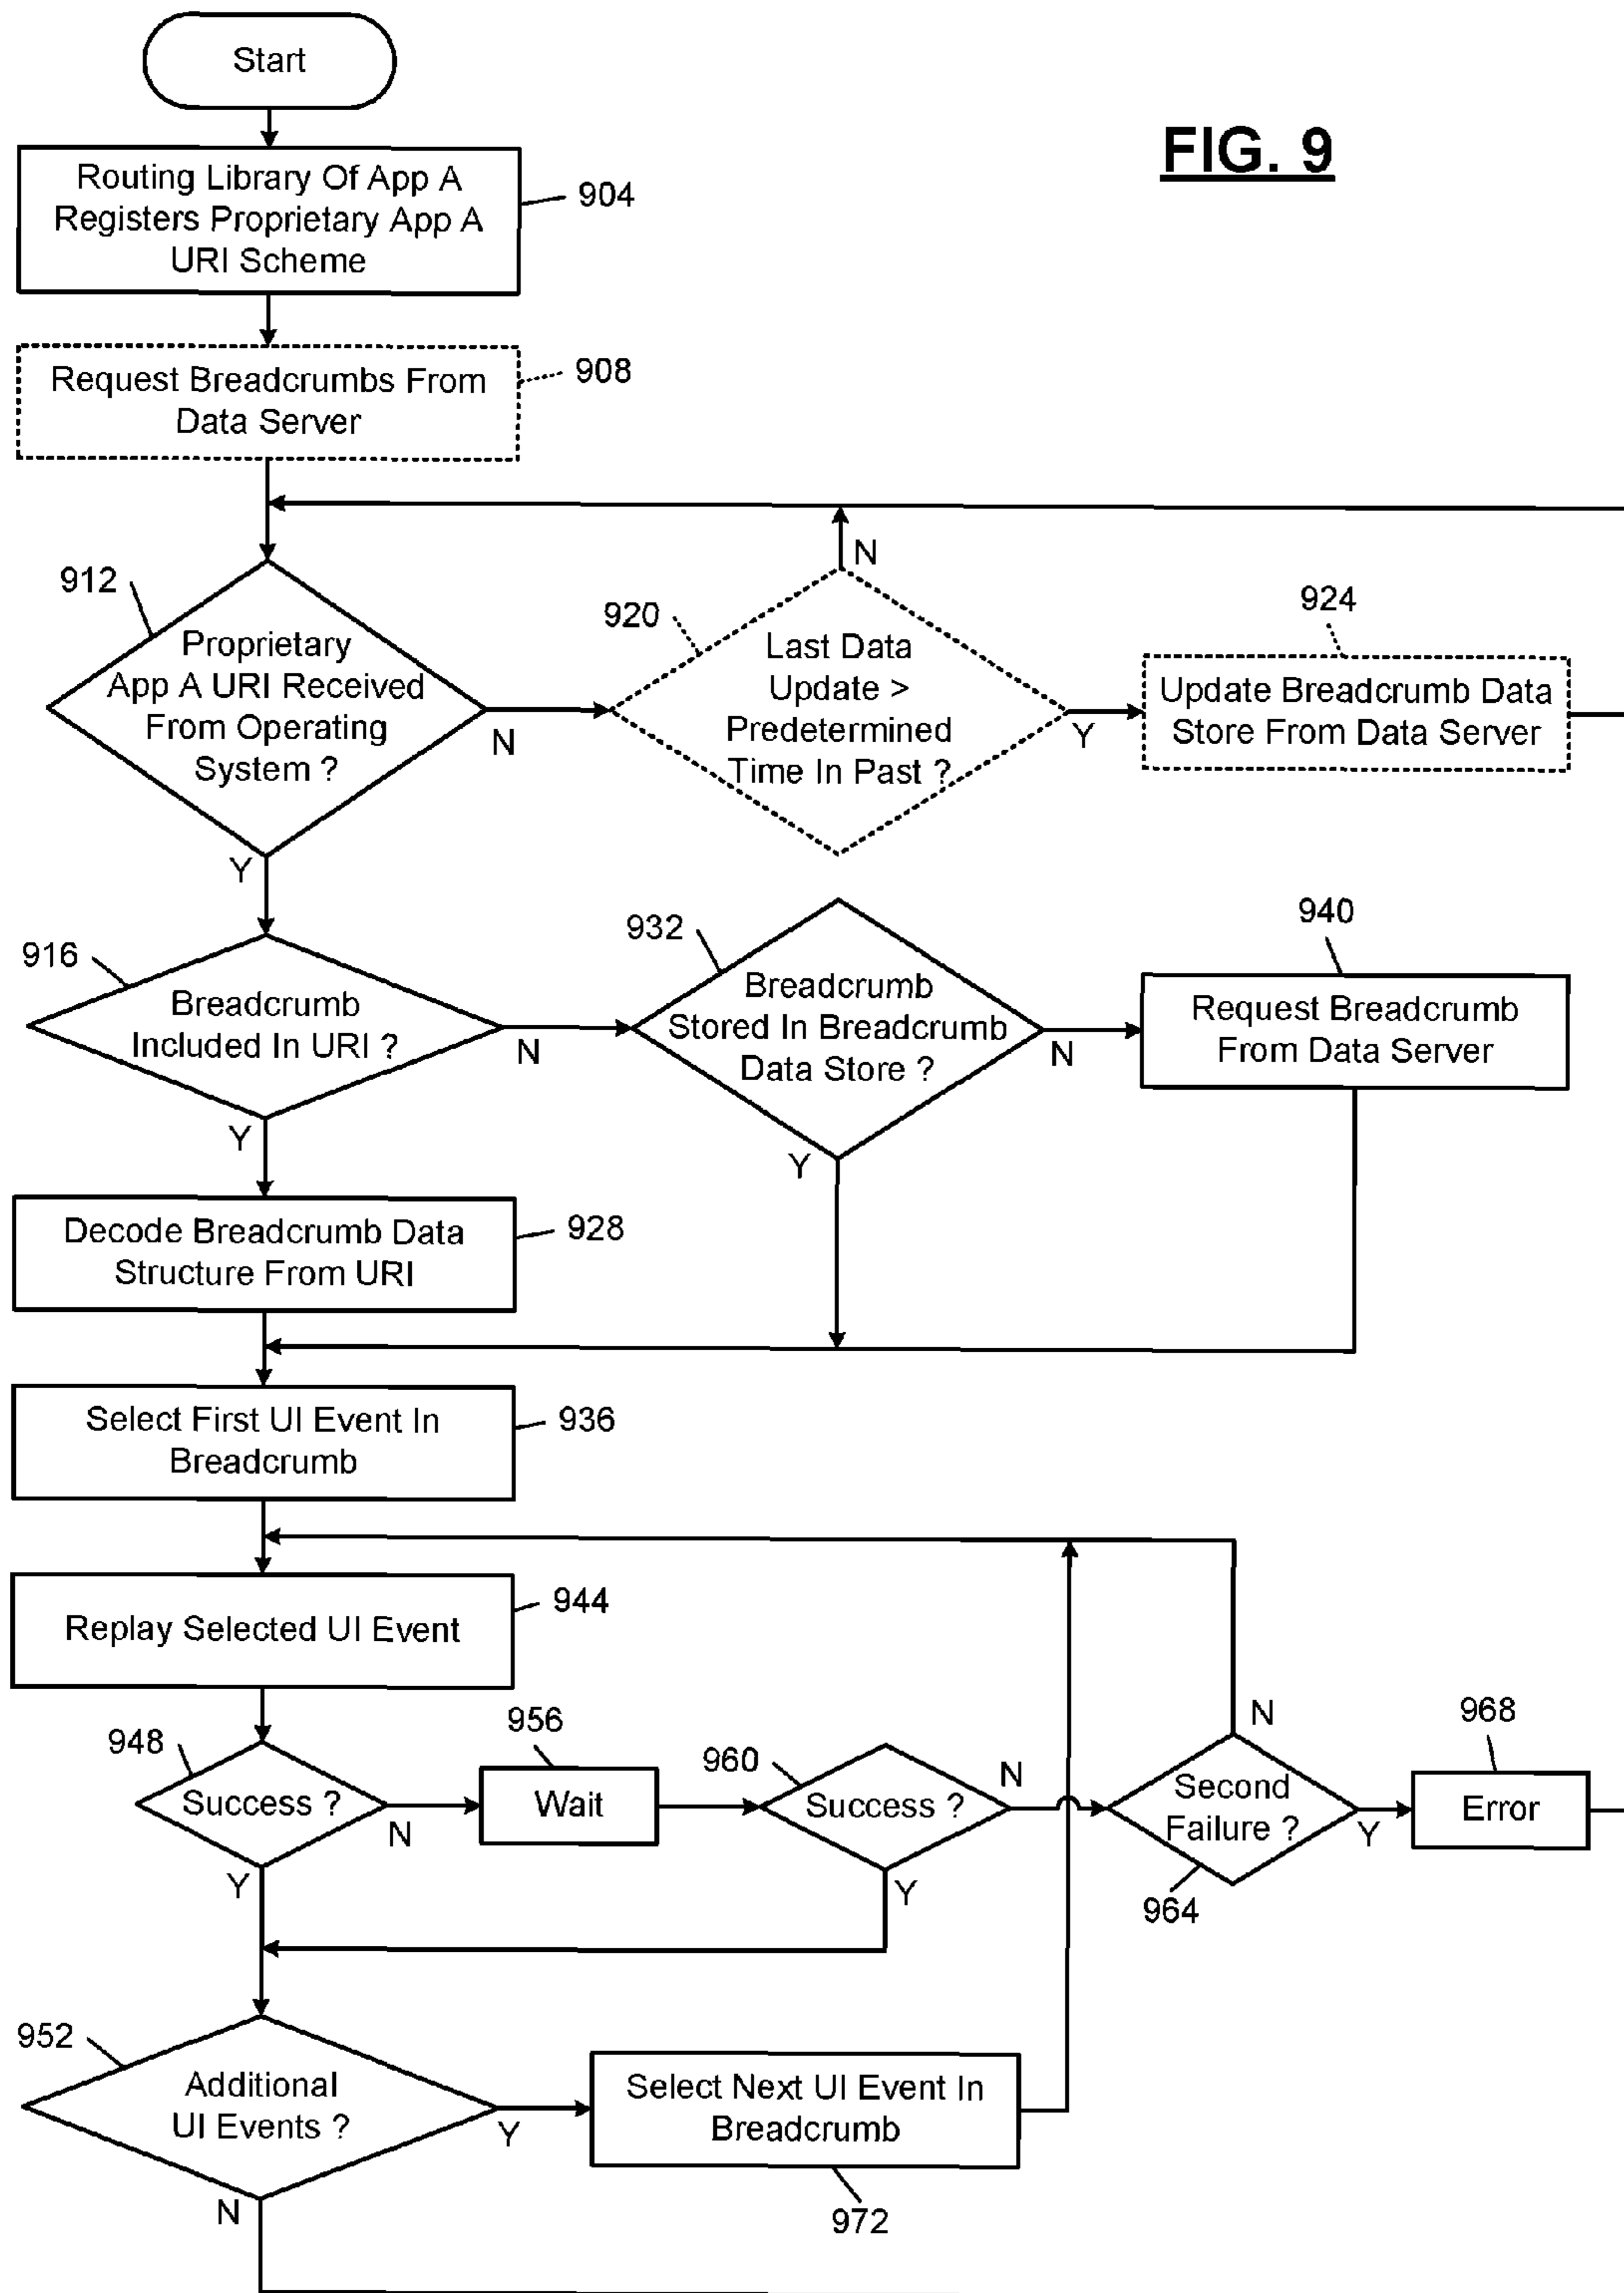 Start
FIG. 9
Routing Library Of App A
Registers Proprietary App A
URI Scheme
904
Request Breadcrumbs From
Data Server
908
912
Proprietary
App A URI Received
From Operating
System ?
N
Y
920
Last Data
Update >
Predetermined
Time In Past ?
N
Y
924
Update Breadcrumb Data
Store From Data Server
916
Breadcrumb
Included In URI ?
N
Y
932
Breadcrumb
Stored In Breadcrumb
Data Store ?
N
Y
940
Request Breadcrumb
From Data Server
Decode Breadcrumb Data
Structure From URI
928
Select First UI Event In
Breadcrumb
936
Replay Selected UI Event
944
948
Success ?
N
Y
956
Wait
960
Success ?
N
Y
Second
Failure ?
N
Y
964
968
Error
952
Additional
UI Events ?
Y
N
Select Next UI Event In
Breadcrumb
972